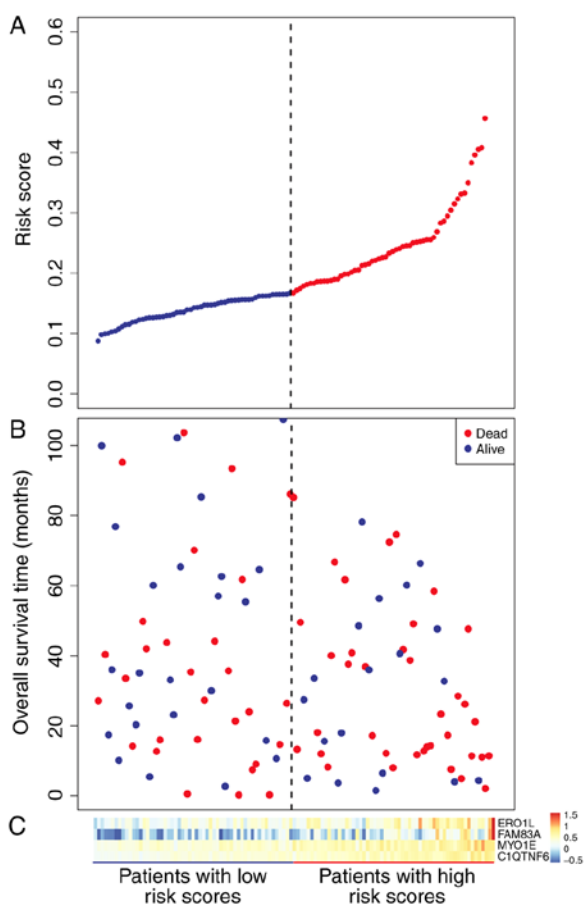 A
Risk score
0.6
0.5
0.4
0.3
0.2
0.1
0.0
B
Dead
Alive
Overall survival time (months)
100
80
60
40
20
0
C
ERO1L
FAM83A
MYO1E
C1QTNF6
1.5
1
0.5
0
−0.5
Patients with low
risk scores
Patients with high
risk scores